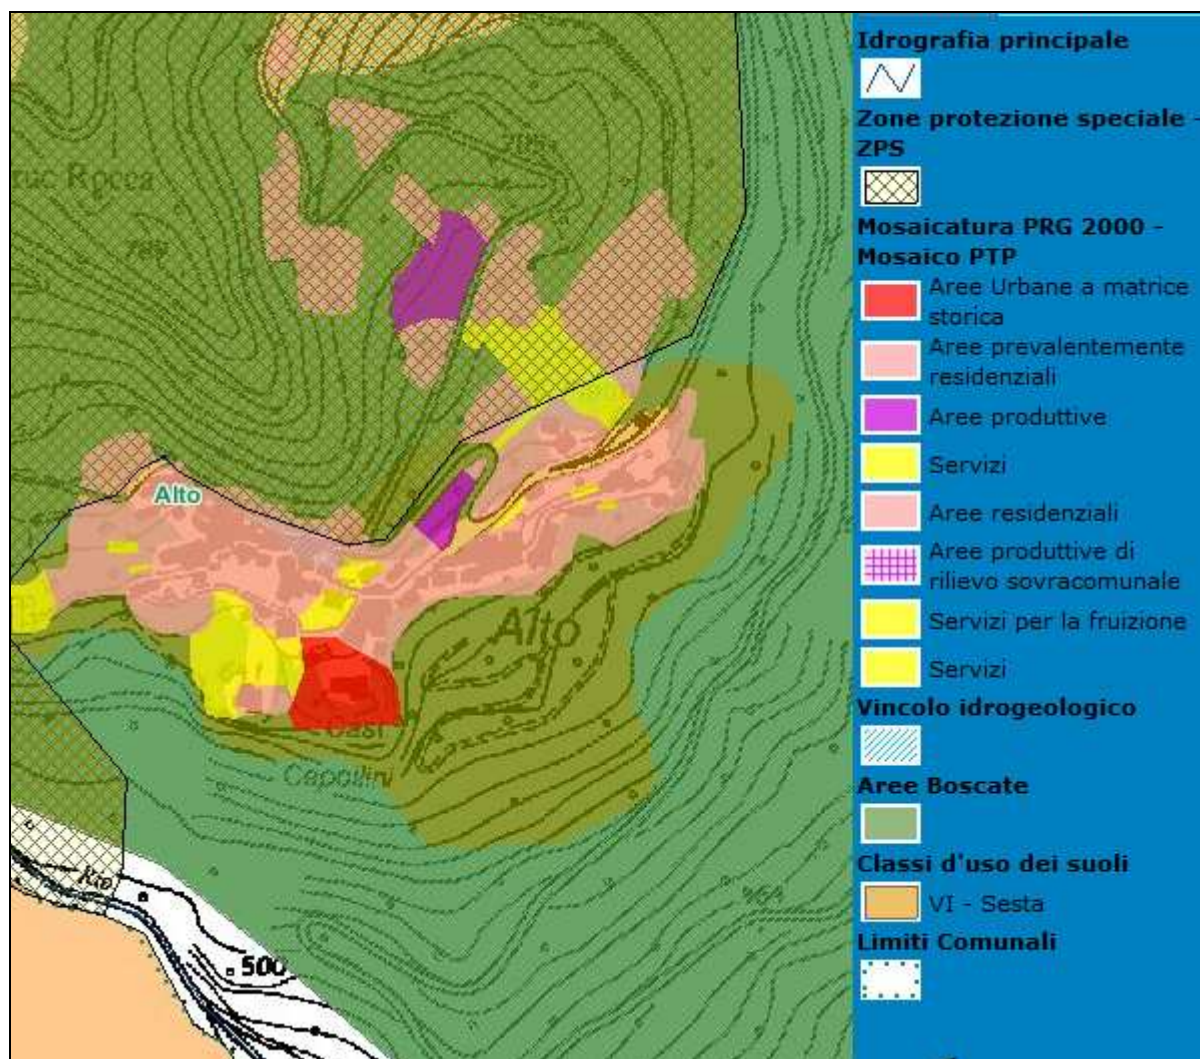 Rocca
Alto
Alto
Rio
500
Idrografia principale
Zone protezione speciale -
ZPS
Mosaicatura PRG 2000 -
Mosaico PTP
Aree Urbane a matrice
storica
Aree prevalentemente
residenziali
Aree produttive
Servizi
Aree residenziali
Aree produttive di
rilievo sovracomunale
Servizi per la fruizione
Servizi
Vincolo idrogeologico
Aree Boscate
Classi d'uso dei suoli
VI - Sesta
Limiti Comunali